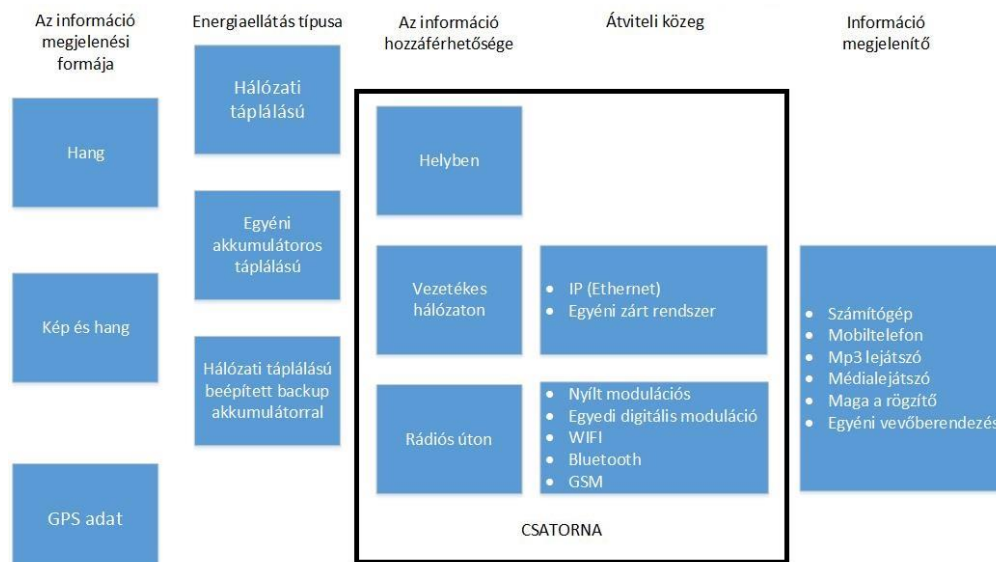 Az információ
megjelenési
formája
Hang
Kép és hang
GPS adat
Energiaellátás típusa
Hálózati
táplálású
Egyéni
akkumulátoros
táplálású
Hálózati táplálású
beépített backup
akkumulátorral
Az információ
hozzáférhetősége
Helyben
Vezetékes
hálózaton
Rádiós úton
Átviteli közeg
• IP (Ethernet)
• Egyéni zárt rendszer
• Nyílt modulációs
• Egyedi digitális moduláció
• WIFI
• Bluetooth
• GSM
CSATORNA
Információ
megjelenítő
• Számítógép
• Mobiltelefon
• Mp3 lejátszó
• Médialejátszó
• Maga a rögzítő
• Egyéni vevőberendezés